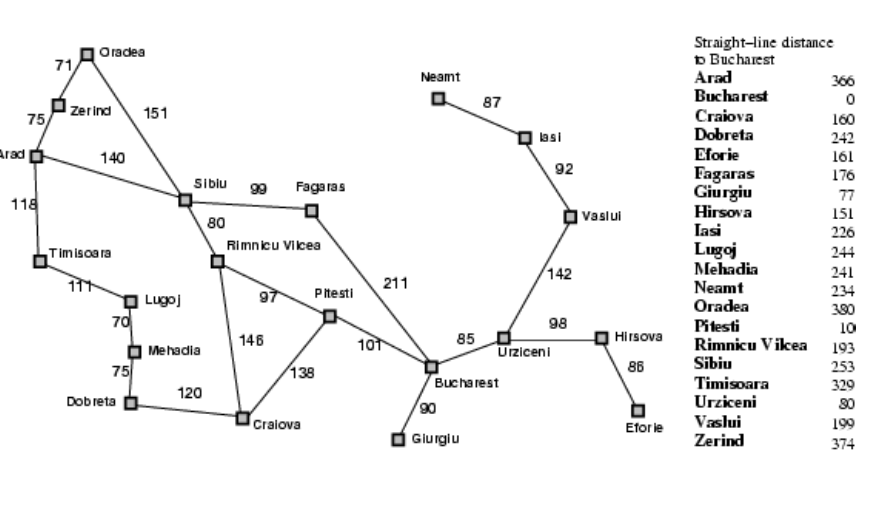 Oradea
71
Neamt
87
Zerind
151
75
Iasi
Arad
140
92
Sibiu
99
Fagaras
118
80
Vaslui
Rimnicu Vilcea
Timisoara
142
111
97
Pitesti
211
Lugoj
70
146
101
85
98
Hirsova
Mehadia
Urziceni
75
138
86
Bucharest
120
Dobreta
90
Craiova
Eforie
Giurgiu
Straight-line distance
to Bucharest
Arad 366
Bucharest 0
Craiova 160
Dobreta 242
Eforie 161
Fagaras 176
Giurgiu 77
Hirsova 151
Iasi 226
Lugoj 244
Mehadia 241
Neamt 234
Oradea 380
Pitesti 10
Rimnicu Vilcea 193
Sibiu 253
Timisoara 329
Urziceni 80
Vaslui 199
Zerind 374